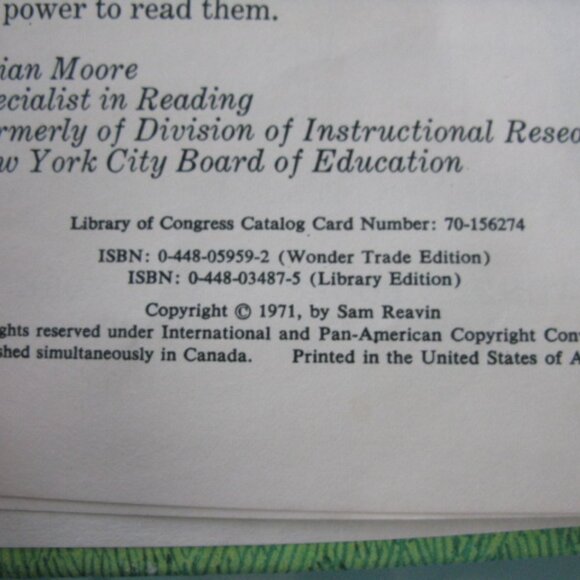 power to read them.
ian Moore
ecialist in Reading
rmerly of Division of Instructional Resea
w York City Board of Education
Library of Congress Catalog Card Number: 70-156274
ISBN: 0-448-05959-2 (Wonder Trade Edition)
ISBN: 0-448-03487-5 (Library Edition)
Copyright © 1971, by Sam Reavin
ghts reserved under International and Pan-American Copyright Con
shed simultaneously in Canada. Printed in the United States of A